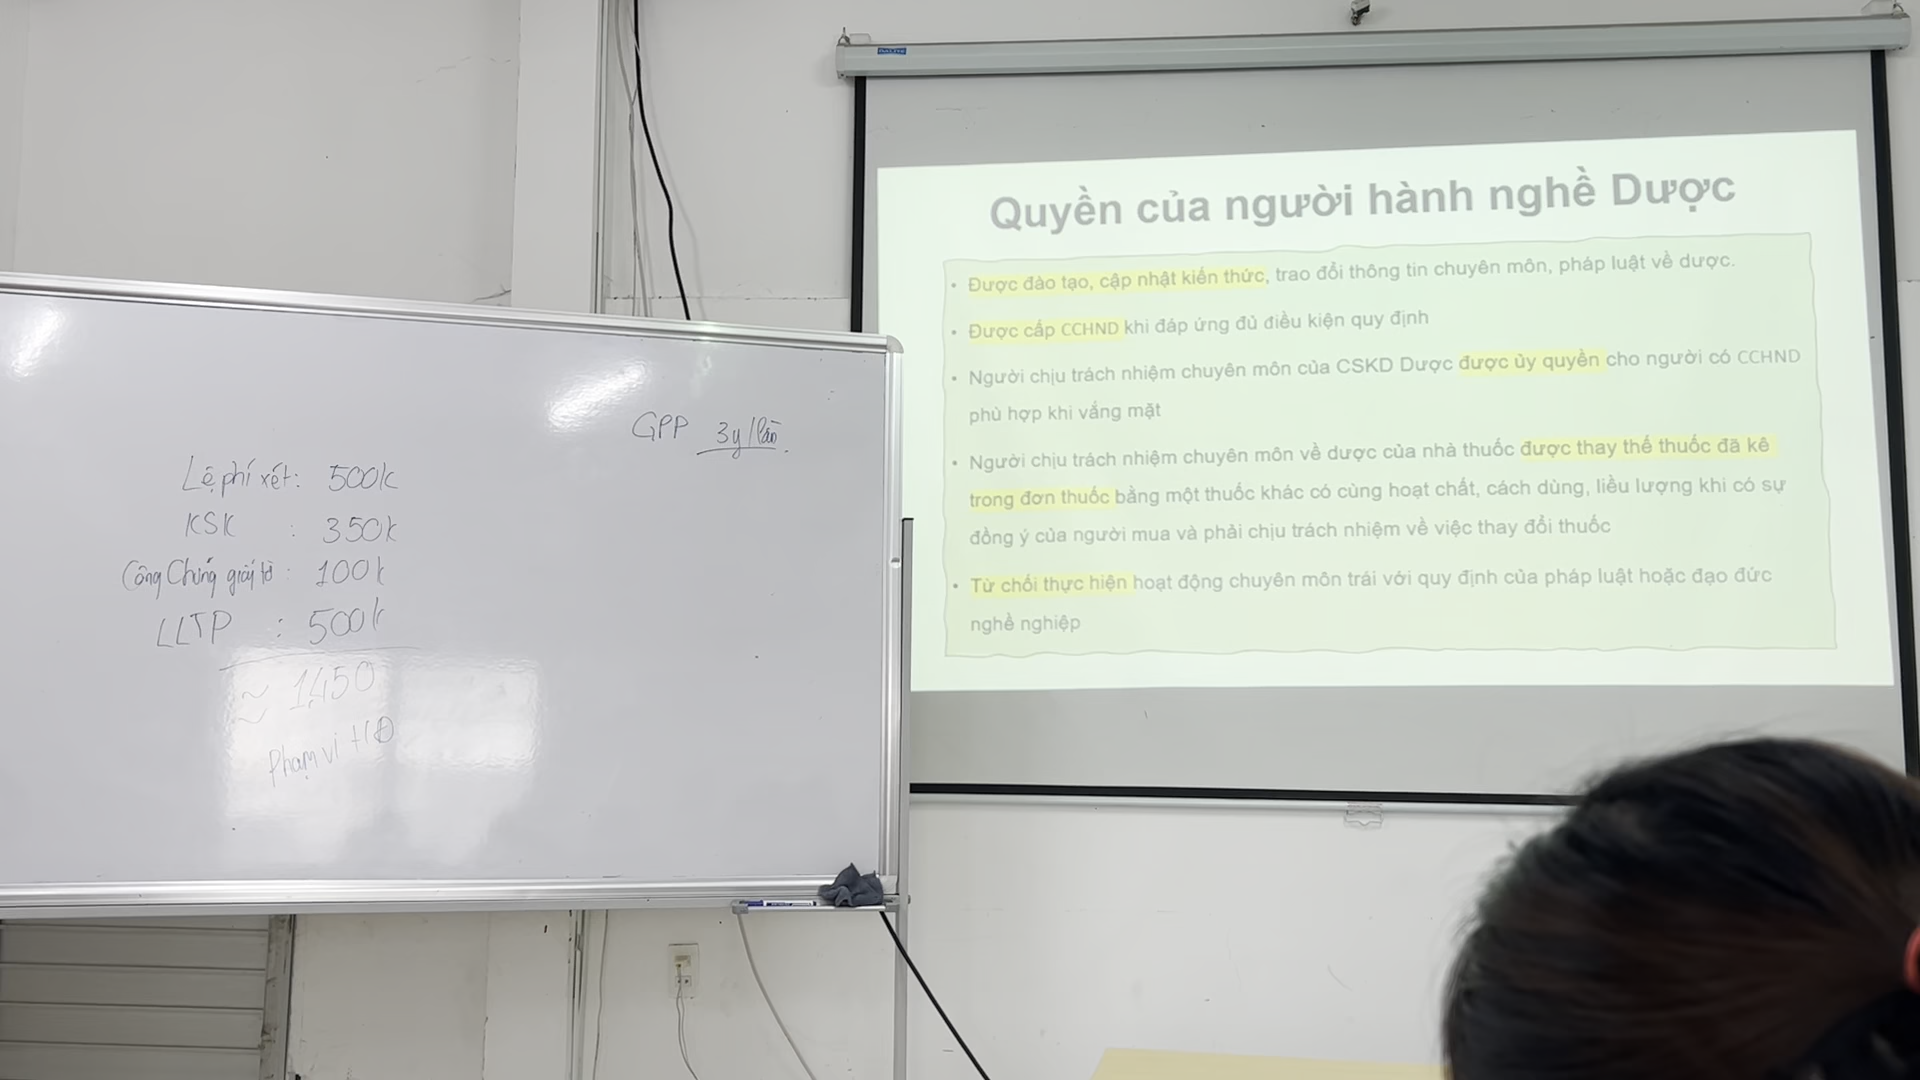 GPP 3y/lần.
Lệ phí xét: 500k
KSK : 350k
Công Chứng giấy tờ : 100k
LLTP : 500k
≈ 1,450
Phạm vi HĐ
Quyền của người hành nghề Dược
• Được đào tạo, cập nhật kiến thức, trao đổi thông tin chuyên môn, pháp luật về dược.
• Được cấp CCHND khi đáp ứng đủ điều kiện quy định
• Người chịu trách nhiệm chuyên môn của CSKD Dược được ủy quyền cho người có CCHND
phù hợp khi vắng mặt
• Người chịu trách nhiệm chuyên môn về dược của nhà thuốc được thay thế thuốc đã kê
trong đơn thuốc bằng một thuốc khác có cùng hoạt chất, cách dùng, liều lượng khi có sự
đồng ý của người mua và phải chịu trách nhiệm về việc thay đổi thuốc
• Từ chối thực hiện hoạt động chuyên môn trái với quy định của pháp luật hoặc đạo đức
nghề nghiệp